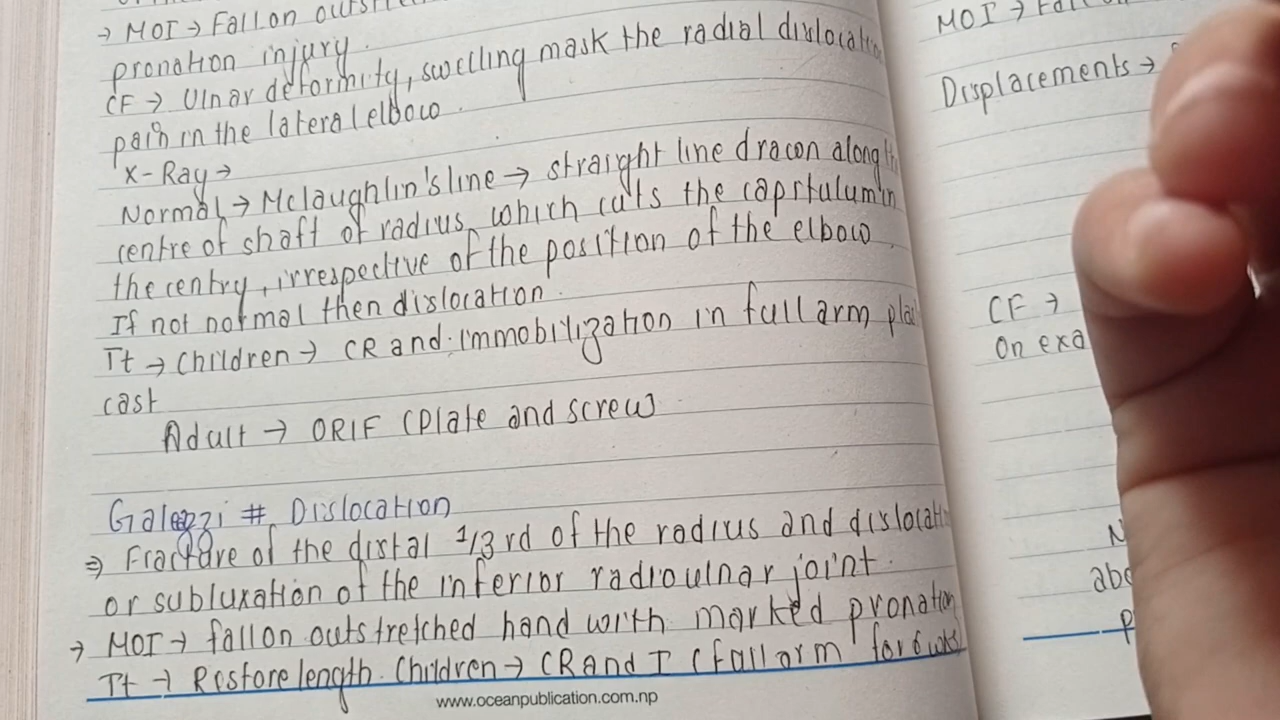 → MOI → Fall on
pronation injury.
CF → Ulnar deformity, swelling mask the radial dislocation
pain in the lateral elbow.
X-Ray →
Normal → Mclaughlin's line → straight line drawn along the
centre of shaft of radius, which cuts the capitulum in
the centry, irrespective of the position of the elbow.
If not normal then dislocation.
Tt → Children → CR and immobilization in full arm
cast
Adult → ORIF (Plate and screw)
Galeazzi # Dislocation
⇒ Fracture of the distal 1/3rd of the radius and
or subluxation of the inferior radioulnar joint.
→ MOI → fall on outstretched hand with marked pronation
Tt → Restore length. Children → CR and I (full arm for 6 wks
www.oceanpublication.com.np
MOI →
Displacements →
CF →
On